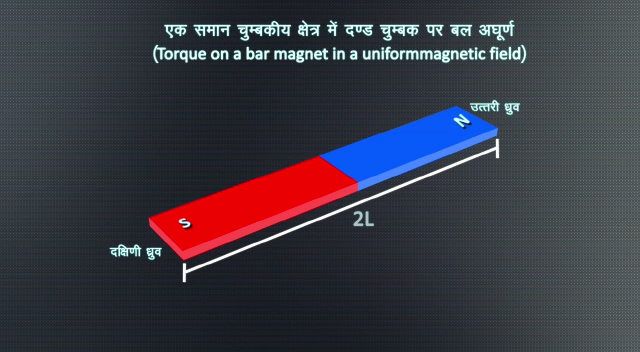 एक समान चुम्बकीय क्षेत्र में दण्ड चुम्बक पर बल अघूर्ण
(Torque on a bar magnet in a uniformmagnetic field)
उत्तरी ध्रुव
N
S
2L
दक्षिणी ध्रुव